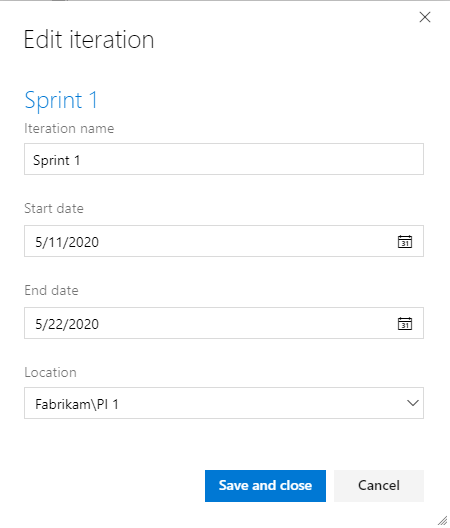 Edit iteration
Sprint 1
Iteration name
Sprint 1
Start date
5/11/2020
31
End date
5/22/2020
31
Location
Fabrikam\PI 1
Save and close
Cancel